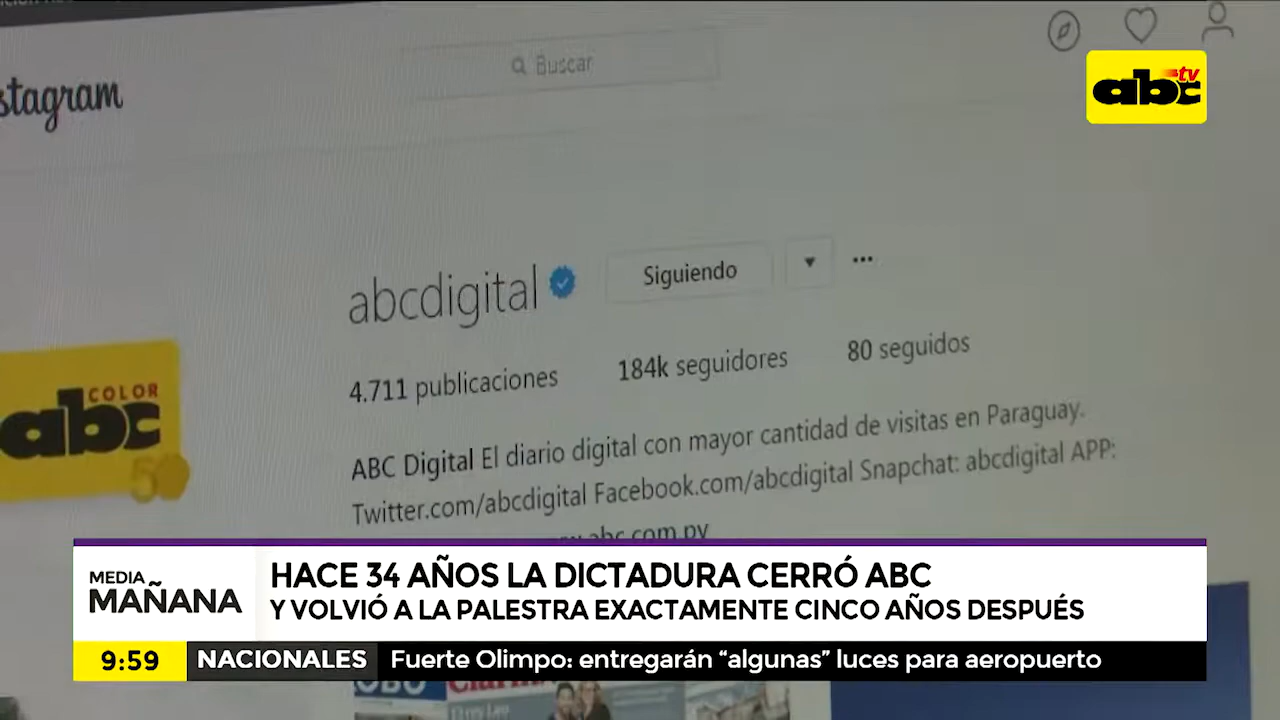 stagram
Buscar
abc tv
abcdigital
Siguiendo
4.711 publicaciones
184k seguidores
80 seguidos
COLOR
abc
50
ABC Digital El diario digital con mayor cantidad de visitas en Paraguay.
Twitter.com/abcdigital Facebook.com/abcdigital Snapchat: abcdigital APP:
abc.com.py
MEDIA
MAÑANA
HACE 34 AÑOS LA DICTADURA CERRÓ ABC
Y VOLVIÓ A LA PALESTRA EXACTAMENTE CINCO AÑOS DESPUÉS
9:59
NACIONALES
Fuerte Olimpo: entregarán “algunas” luces para aeropuerto